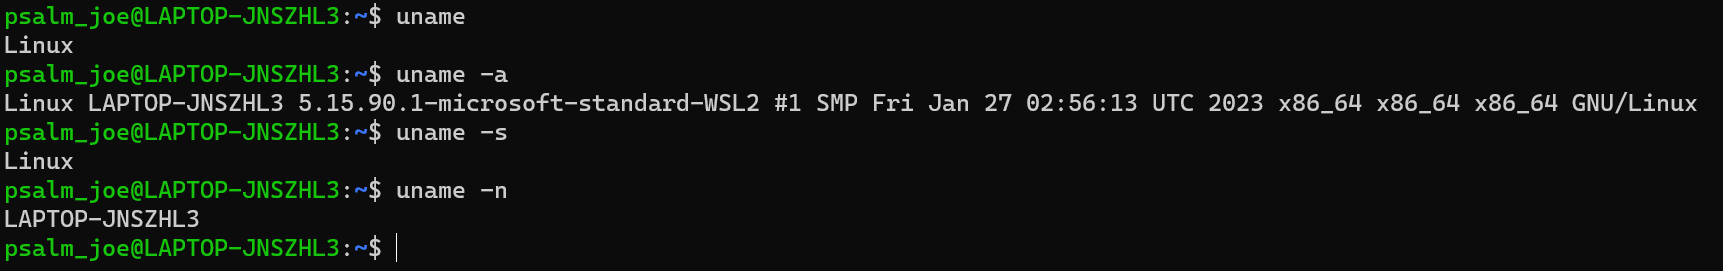 psalm_joe@LAPTOP-JNSZHL3:~$ uname
Linux
psalm_joe@LAPTOP-JNSZHL3:~$ uname -a
Linux LAPTOP-JNSZHL3 5.15.90.1-microsoft-standard-WSL2 #1 SMP Fri Jan 27 02:56:13 UTC 2023 x86_64 x86_64 x86_64 GNU/Linux
psalm_joe@LAPTOP-JNSZHL3:~$ uname -s
Linux
psalm_joe@LAPTOP-JNSZHL3:~$ uname -n
LAPTOP-JNSZHL3
psalm_joe@LAPTOP-JNSZHL3:~$